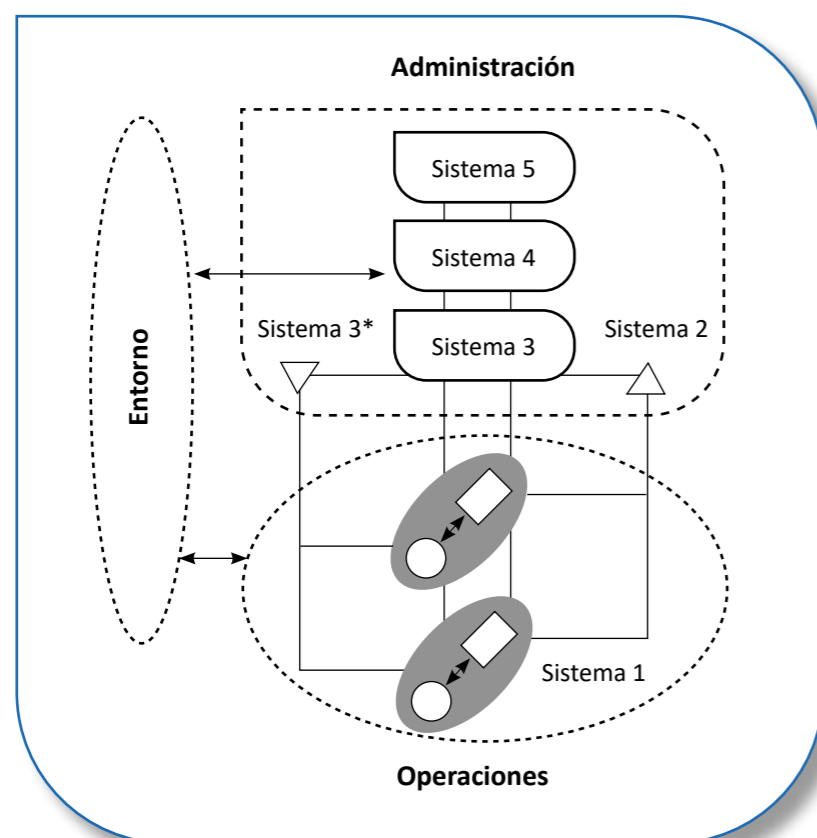 Administración
Sistema 5
Sistema 4
Sistema 3*
Sistema 3
Sistema 2
Entorno
Sistema 1
Operaciones